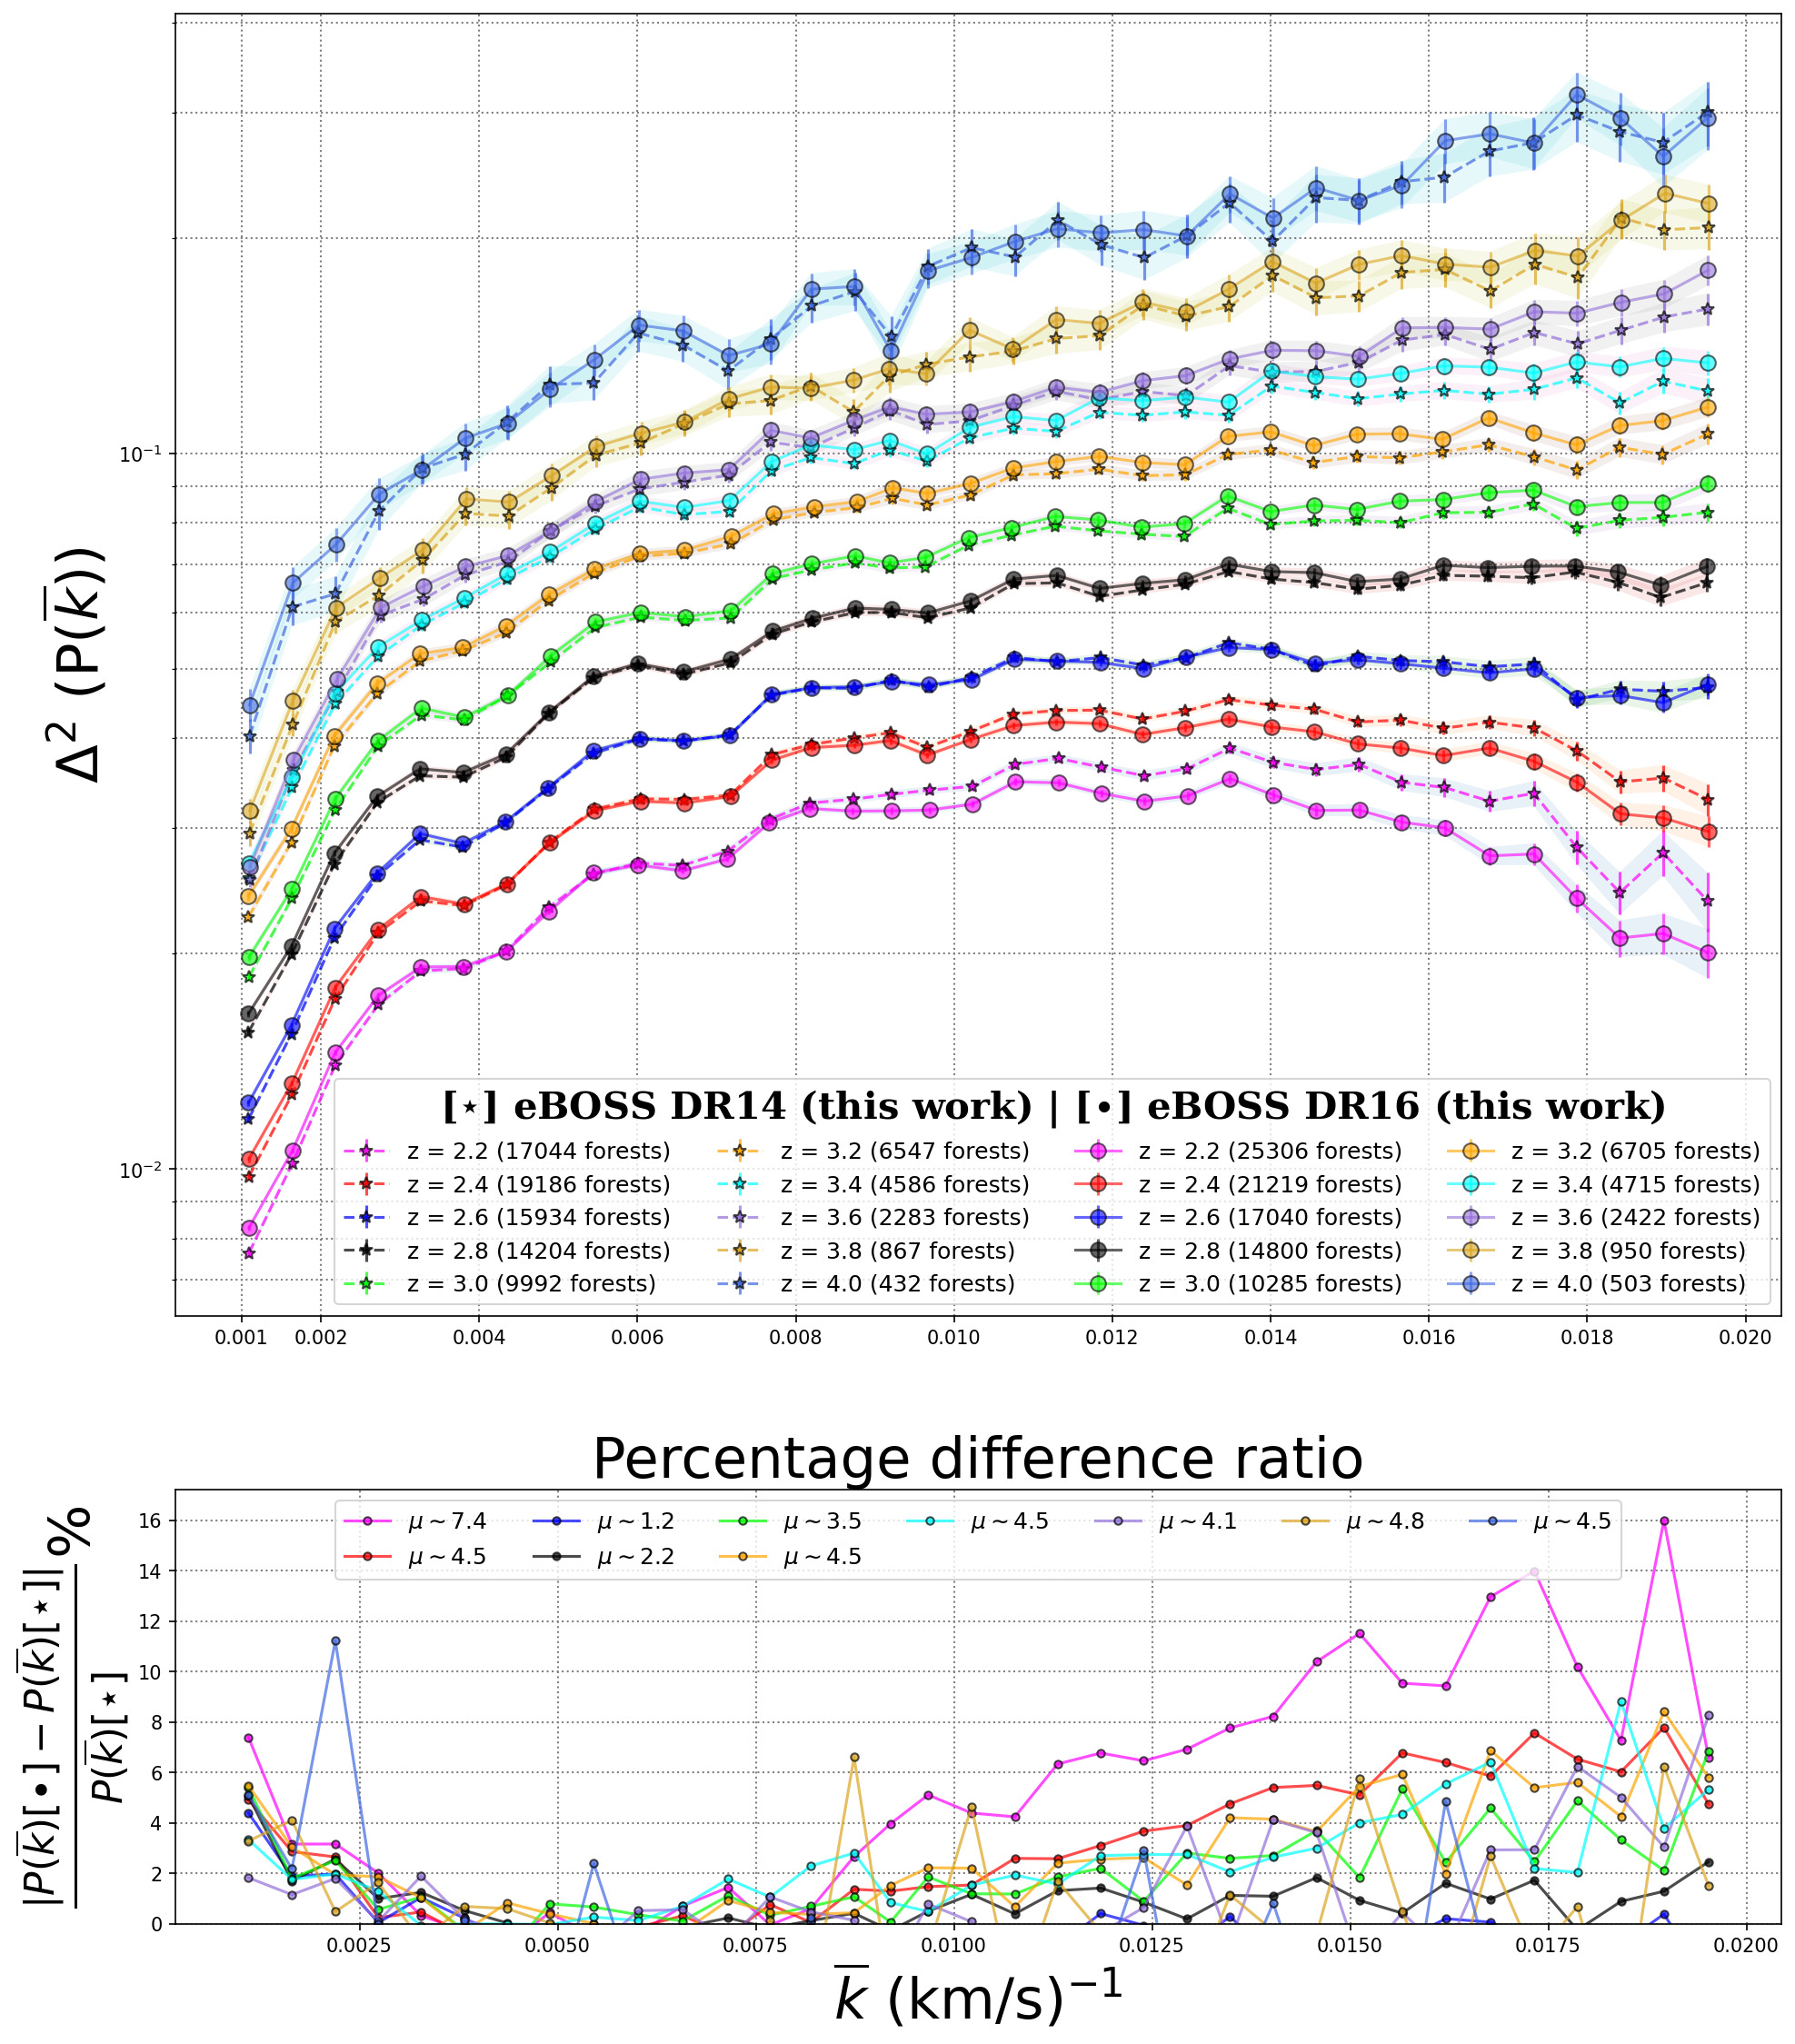 Δ² (P(k̅))
10⁻¹
10⁻²
[⋆] eBOSS DR14 (this work) | [•] eBOSS DR16 (this work)
z = 2.2 (17044 forests) z = 3.2 (6547 forests) z = 2.2 (25306 forests) z = 3.2 (6705 forests)
z = 2.4 (19186 forests) z = 3.4 (4586 forests) z = 2.4 (21219 forests) z = 3.4 (4715 forests)
z = 2.6 (15934 forests) z = 3.6 (2283 forests) z = 2.6 (17040 forests) z = 3.6 (2422 forests)
z = 2.8 (14204 forests) z = 3.8 (867 forests) z = 2.8 (14800 forests) z = 3.8 (950 forests)
z = 3.0 (9992 forests) z = 4.0 (432 forests) z = 3.0 (10285 forests) z = 4.0 (503 forests)
0.001 0.002 0.004 0.006 0.008 0.010 0.012 0.014 0.016 0.018 0.020
Percentage difference ratio
|P(k̅)[•] − P(k̅)[⋆]| %
P(k̅)[⋆]
μ ∼ 7.4 μ ∼ 1.2 μ ∼ 3.5 μ ∼ 4.5 μ ∼ 4.1 μ ∼ 4.8 μ ∼ 4.5
μ ∼ 4.5 μ ∼ 2.2 μ ∼ 4.5
16
14
12
10
8
6
4
2
0
0.0025 0.0050 0.0075 0.0100 0.0125 0.0150 0.0175 0.0200
k̅ (km/s)⁻¹